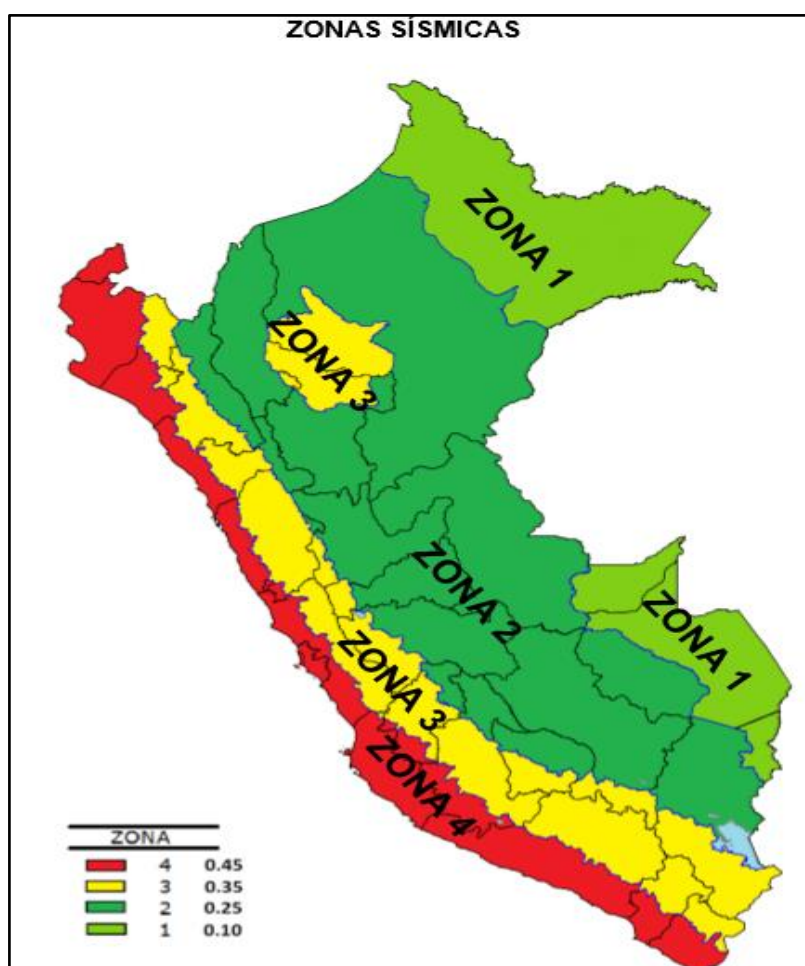 ZONAS SÍSMICAS
ZONA 1
ZONA 3
ZONA 2
ZONA 1
ZONA 3
ZONA 4
ZONA
4 0.45
3 0.35
2 0.25
1 0.10